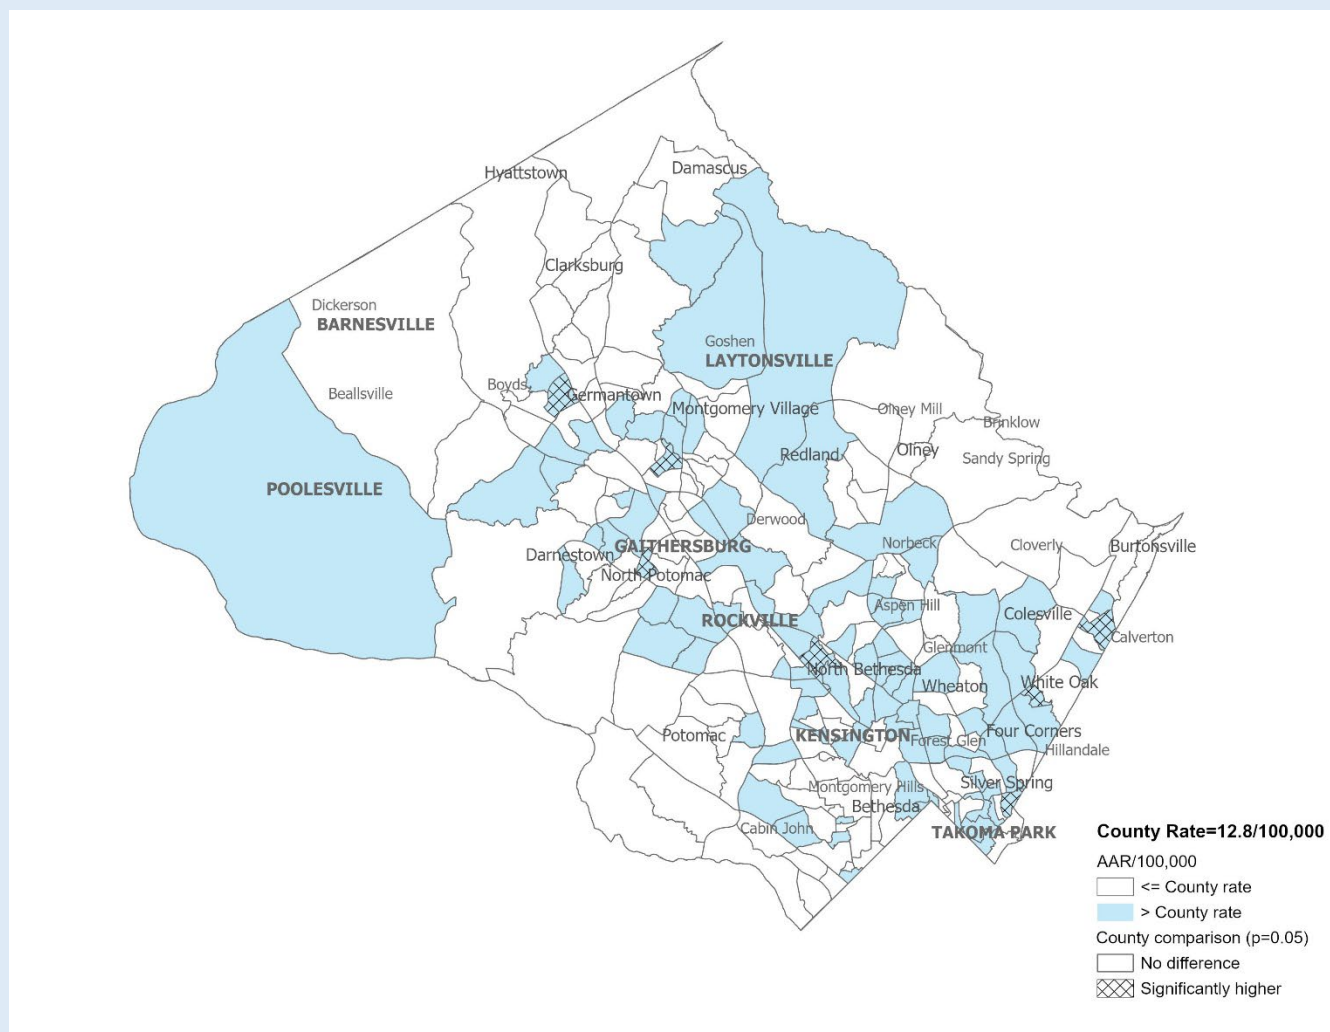 Damascus
Hyattstown
Clarksburg
Dickerson
BARNESVILLE
Goshen
LAYTONSVILLE
Boyds
Germantown
Beallsville
Montgomery Village
Olney Mill
Brinklow
Olney
Redland
Sandy Spring
POOLESVILLE
Derwood
Norbeck
Cloverly
Burtonsville
GAITHERSBURG
Darnestown
North Potomac
Aspen Hill
Colesville
ROCKVILLE
Calverton
Glenmont
North Bethesda
Wheaton
White Oak
Potomac
KENSINGTON
Forest Glen
Four Corners
Hillandale
Montgomery Hills
Silver Spring
Bethesda
Cabin John
TAKOMA PARK
County Rate=12.8/100,000
AAR/100,000
<= County rate
> County rate
County comparison (p=0.05)
No difference
Significantly higher